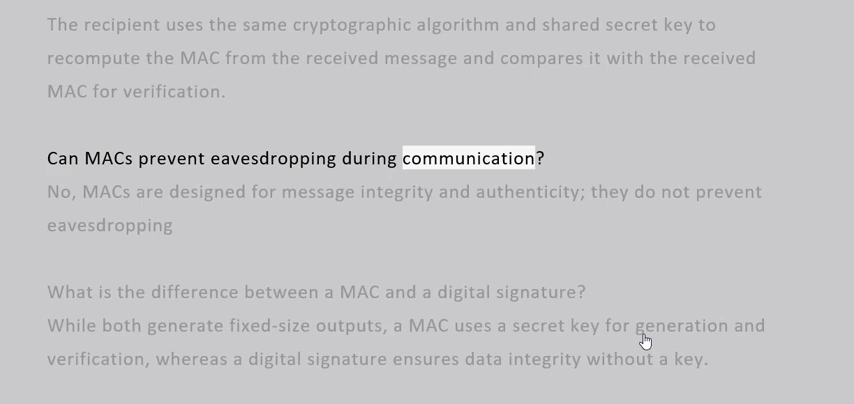 The recipient uses the same cryptographic algorithm and shared secret key to
recompute the MAC from the received message and compares it with the received
MAC for verification.
Can MACs prevent eavesdropping during communication?
No, MACs are designed for message integrity and authenticity; they do not prevent
eavesdropping
What is the difference between a MAC and a digital signature?
While both generate fixed-size outputs, a MAC uses a secret key for generation and
verification, whereas a digital signature ensures data integrity without a key.